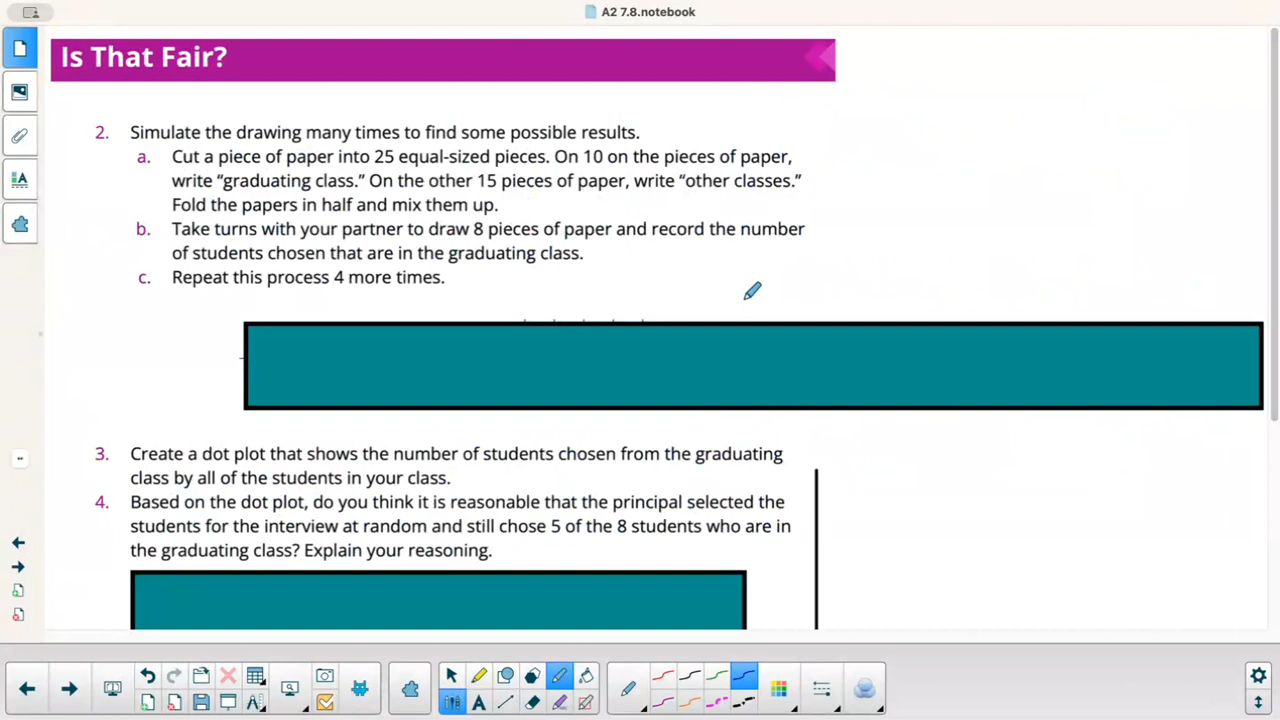 A2 7.8.notebook
Is That Fair?
2. Simulate the drawing many times to find some possible results.
a. Cut a piece of paper into 25 equal-sized pieces. On 10 on the pieces of paper,
write “graduating class.” On the other 15 pieces of paper, write “other classes.”
Fold the papers in half and mix them up.
b. Take turns with your partner to draw 8 pieces of paper and record the number
of students chosen that are in the graduating class.
c. Repeat this process 4 more times.
3. Create a dot plot that shows the number of students chosen from the graduating
class by all of the students in your class.
4. Based on the dot plot, do you think it is reasonable that the principal selected the
students for the interview at random and still chose 5 of the 8 students who are in
the graduating class? Explain your reasoning.